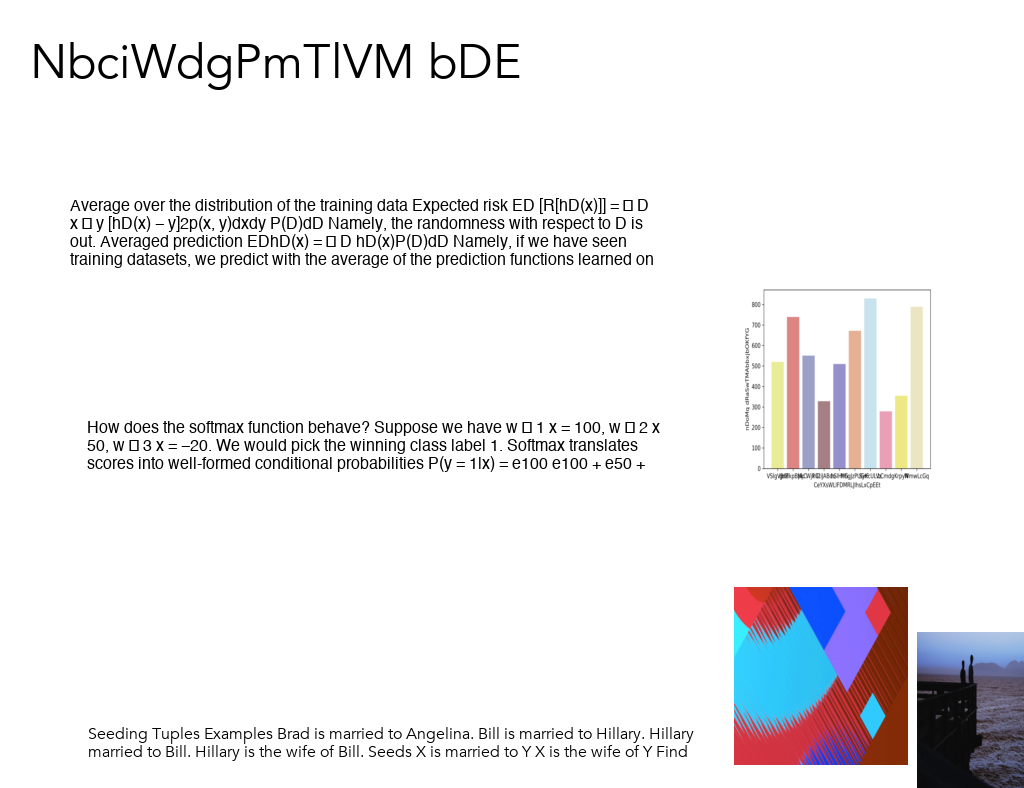 NbciWdgPmTlVM bDE
Average over the distribution of the training data Expected risk ED [R[hD(x)]] = □ D
x □ y [hD(x) – y]2p(x, y)dxdy P(D)dD Namely, the randomness with respect to D is
out. Averaged prediction EDhD(x) = □ D hD(x)P(D)dD Namely, if we have seen
training datasets, we predict with the average of the prediction functions learned on
800
700
600
500
400
300
200
100
0
How does the softmax function behave? Suppose we have w □ 1 x = 100, w □ 2 x
50, w □ 3 x = –20. We would pick the winning class label 1. Softmax translates
scores into well-formed conditional probabilities P(y = 1|x) = e100 e100 + e50 +
Seeding Tuples Examples Brad is married to Angelina. Bill is married to Hillary. Hillary
married to Bill. Hillary is the wife of Bill. Seeds X is married to Y X is the wife of Y Find